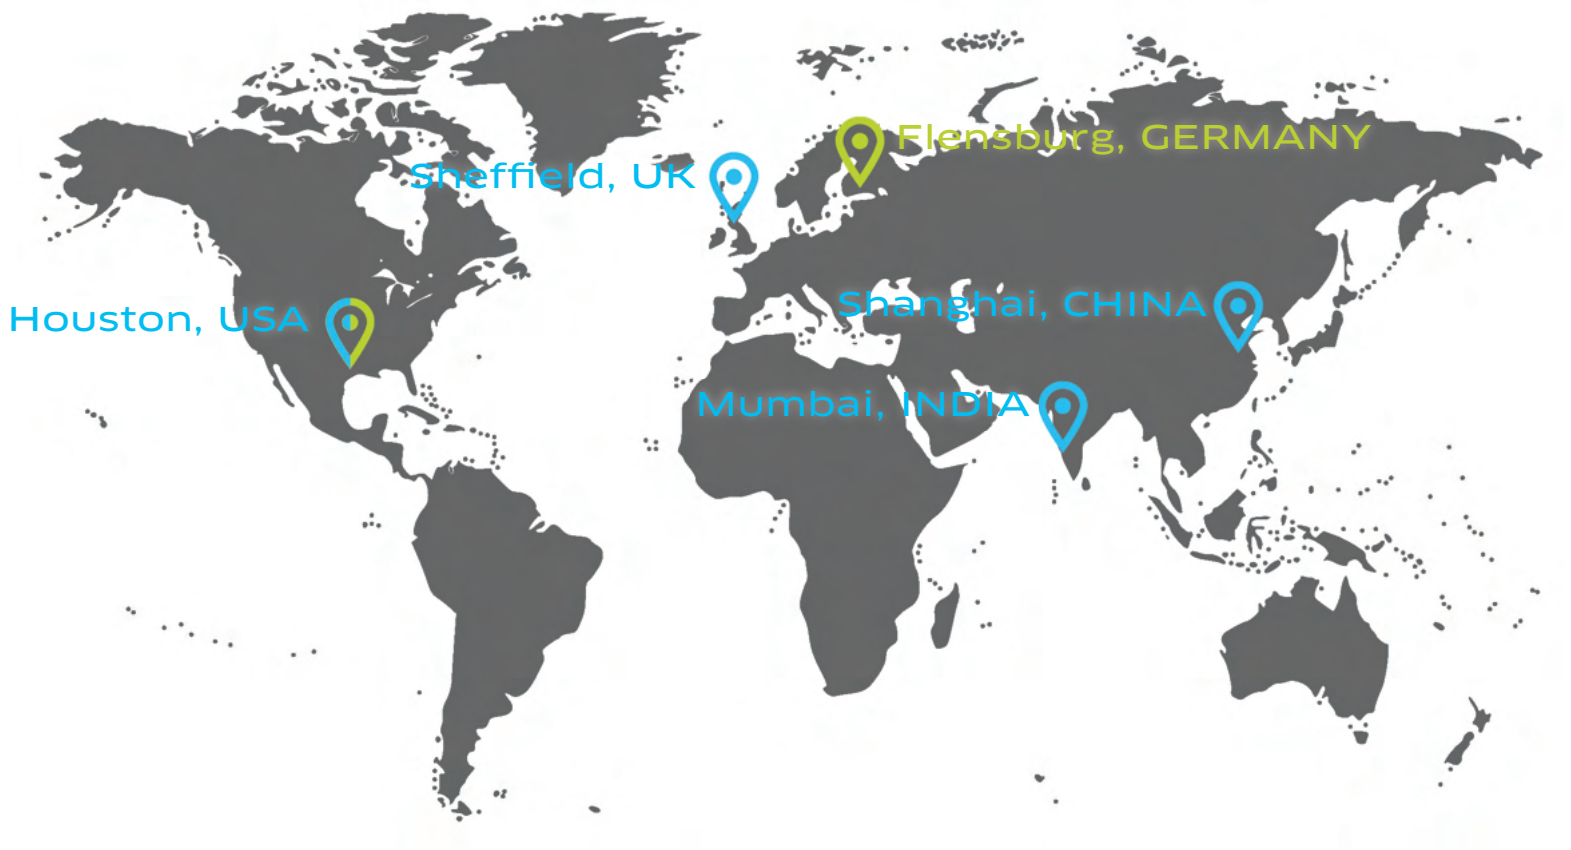 Flensburg, GERMANY
Sheffield, UK
Shanghai, CHINA
Houston, USA
Mumbai, INDIA